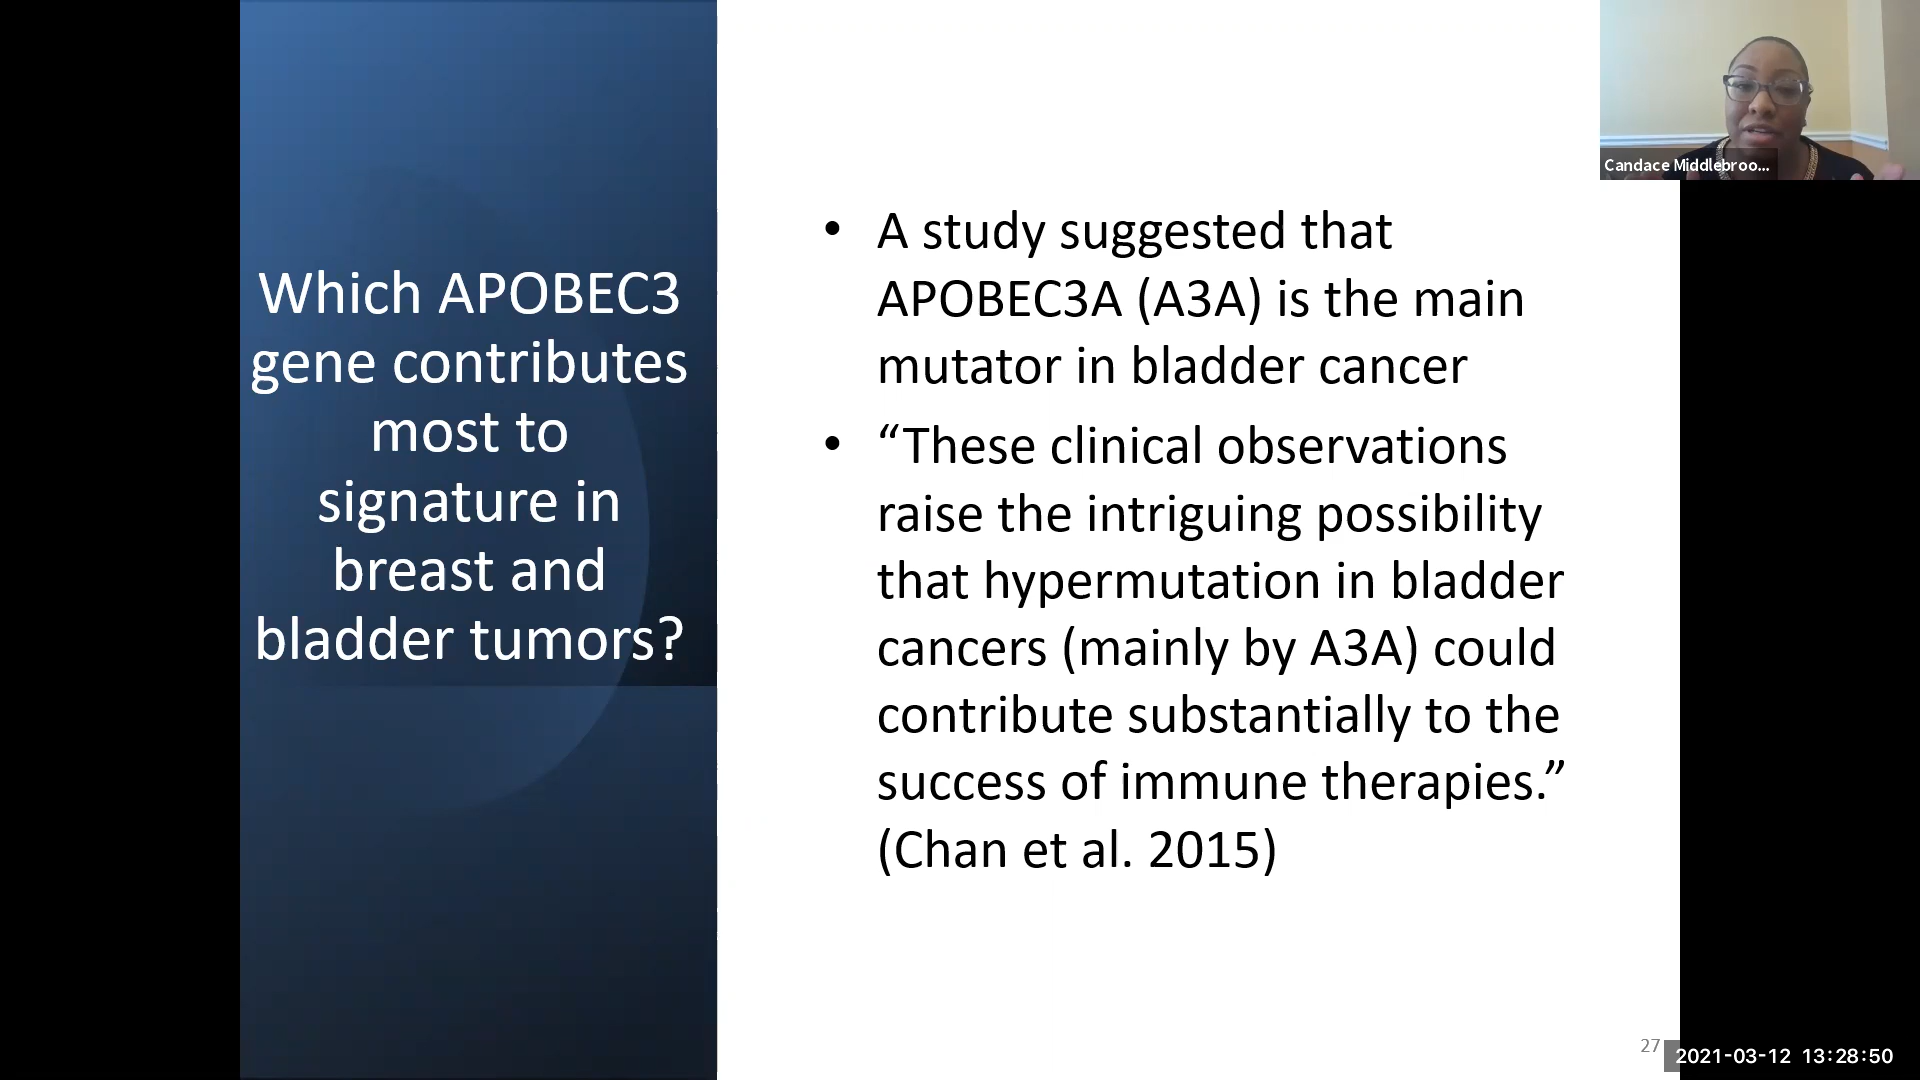 Which APOBEC3
gene contributes
most to
signature in
breast and
bladder tumors?
• A study suggested that
APOBEC3A (A3A) is the main
mutator in bladder cancer
• “These clinical observations
raise the intriguing possibility
that hypermutation in bladder
cancers (mainly by A3A) could
contribute substantially to the
success of immune therapies.”
(Chan et al. 2015)
Candace Middlebroo...
27
2021-03-12 13:28:50